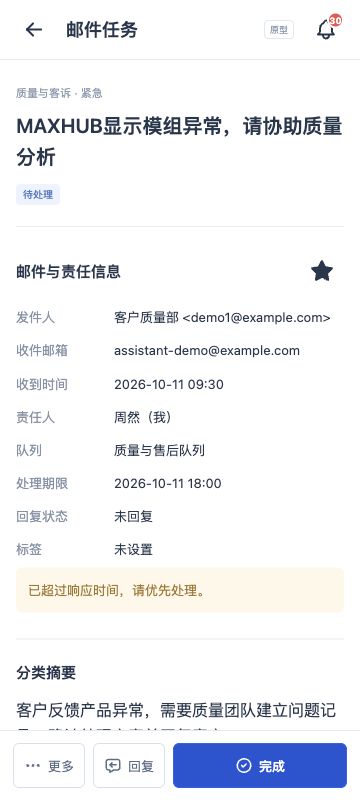 邮件任务
原型
30
质量与客诉 · 紧急
MAXHUB显示模组异常，请协助质量
分析
待处理
邮件与责任信息
发件人 客户质量部 <demo1@example.com>
收件邮箱 assistant-demo@example.com
收到时间 2026-10-11 09:30
责任人 周然（我）
队列 质量与售后队列
处理期限 2026-10-11 18:00
回复状态 未回复
标签 未设置
已超过响应时间，请优先处理。
分类摘要
客户反馈产品异常，需要质量团队建立问题记
更多
回复
完成